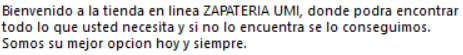 Bienvenido a la tienda en linea ZAPATERIA UMI, donde podra encontrar
todo lo que usted necesita y si no lo encuentra se lo conseguimos.
Somos su mejor opcion hoy y siempre.